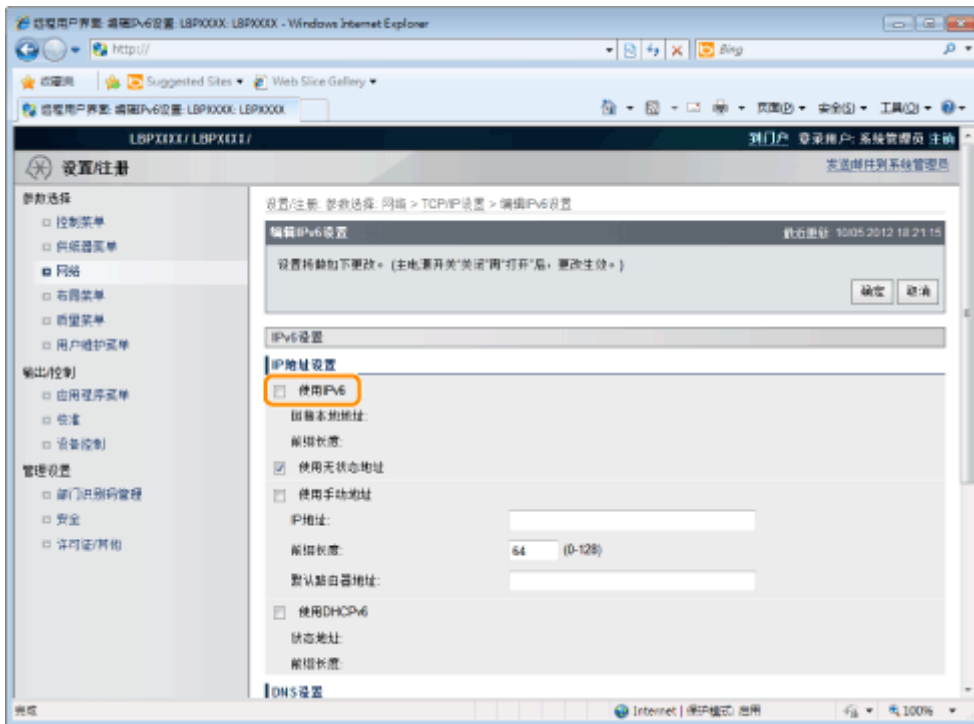 远程用户界面: 编辑IPv6设置: LBPXXXX: LBPXXXX - Windows Internet Explorer
http://
Bing
收藏夹 Suggested Sites Web Slice Gallery
远程用户界面: 编辑IPv6设置: LBPXXXX: LBPXXXX
页面(P) 安全(S) 工具(O)
LBPXXXX / LBPXXXX /
到门户 登录用户: 系统管理员 注销
设置/注册
发送邮件到系统管理员
参数选择
控制菜单
供纸器菜单
网络
布局菜单
质量菜单
用户维护菜单
输出/控制
应用程序菜单
校准
设备控制
管理设置
部门识别码管理
安全
许可证/其他
设置/注册: 参数选择: 网络 > TCP/IP设置 > 编辑IPv6设置
编辑IPv6设置
最近更新: 10/05 2012 18:21:15
设置将做如下更改。(主电源开关“关闭”再“打开”后,更改生效。)
确定 取消
IPv6设置
IP地址设置
使用IPv6
链路本地地址:
前缀长度:
使用无状态地址
使用手动地址
IP地址:
前缀长度: 64 (0-128)
默认路由器地址:
使用DHCPv6
状态地址:
前缀长度:
DNS设置
完成
Internet | 保护模式: 启用
100%